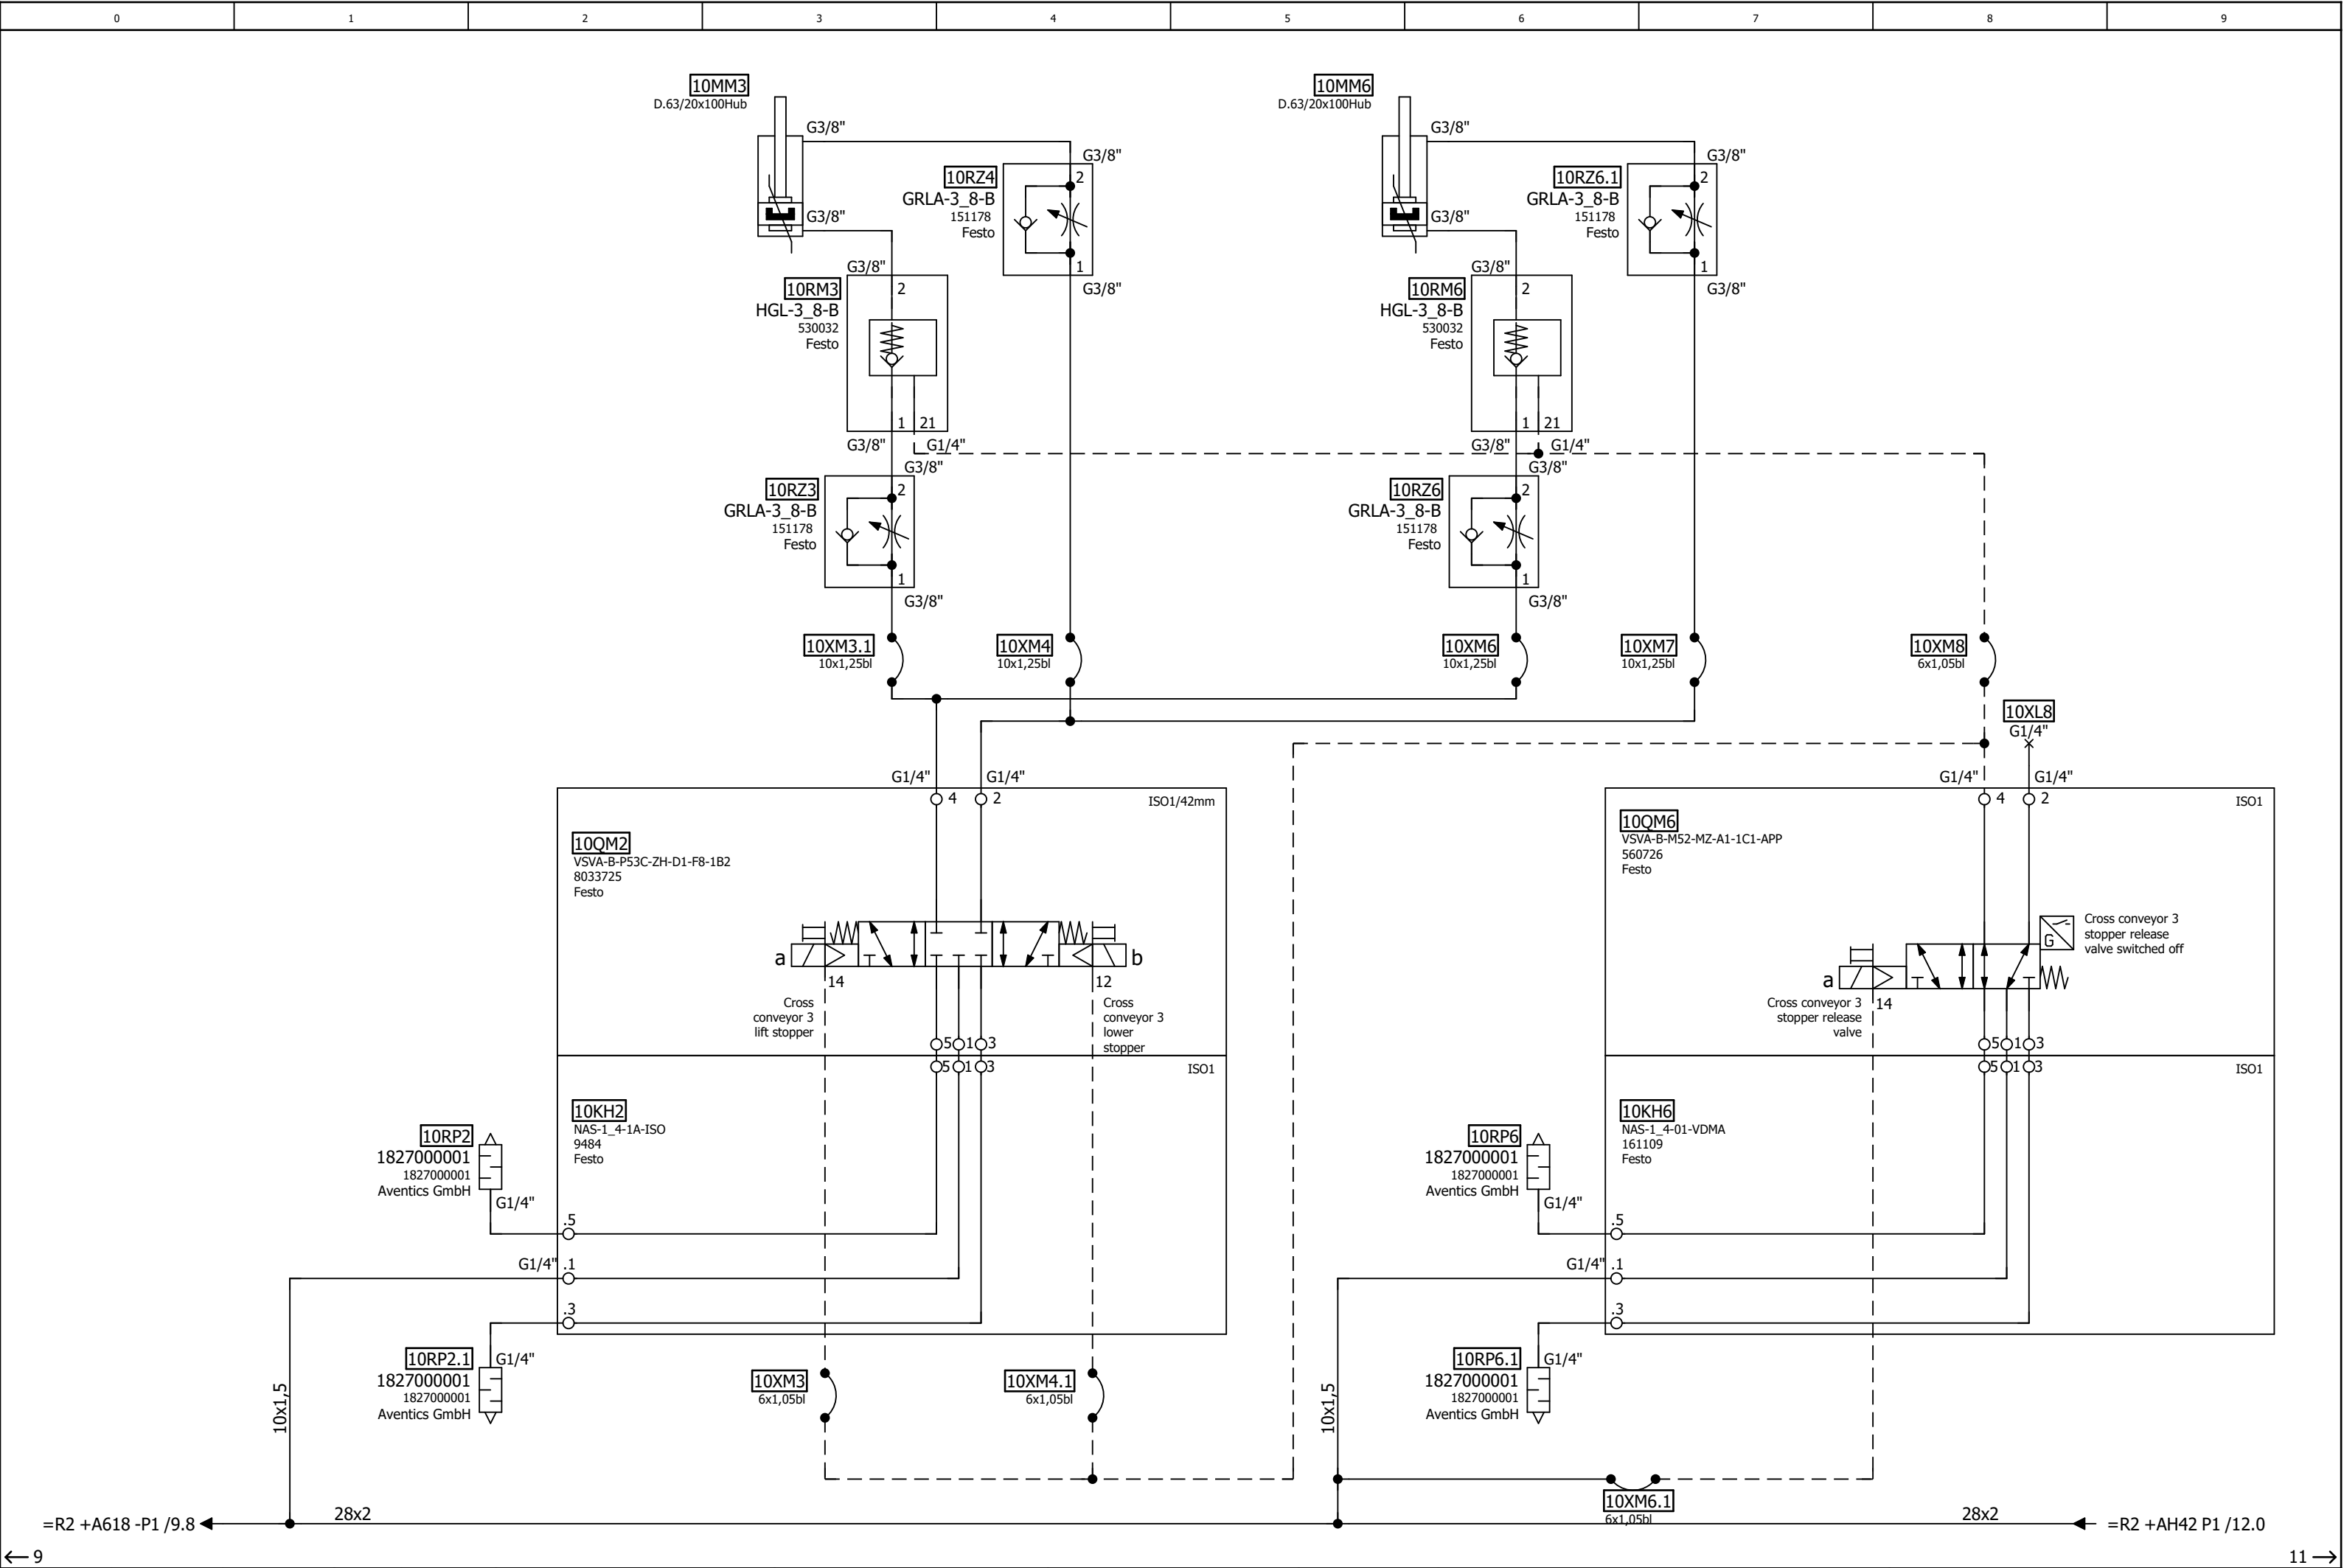 0 1 2 3 4 5 6 7 8 9
10MM3
D.63/20x100Hub
G3/8"
G3/8"
G3/8"
10RZ4
GRLA-3_8-B
151178
Festo
2
1
G3/8"
G3/8"
10RM3
HGL-3_8-B
530032
Festo
2
1 21
G3/8"
G1/4"
G3/8"
10RZ3
GRLA-3_8-B
151178
Festo
2
1
G3/8"
10MM6
D.63/20x100Hub
G3/8"
G3/8"
G3/8"
10RZ6.1
GRLA-3_8-B
151178
Festo
2
1
G3/8"
G3/8"
10RM6
HGL-3_8-B
530032
Festo
2
1 21
G3/8"
G1/4"
G3/8"
10RZ6
GRLA-3_8-B
151178
Festo
2
1
G3/8"
10XM3.1
10x1,25bl
10XM4
10x1,25bl
10XM6
10x1,25bl
10XM7
10x1,25bl
10XM8
6x1,05bl
10XL8
G1/4"
G1/4"
G1/4"
4
2
ISO1/42mm
10QM2
VSVA-B-P53C-ZH-D1-F8-1B2
8033725
Festo
a
b
14
12
Cross
conveyor 3
lift stopper
Cross
conveyor 3
lower
stopper
5 1 3
5 1 3
ISO1
10KH2
NAS-1_4-1A-ISO
9484
Festo
10RP2
1827000001
1827000001
Aventics GmbH
G1/4"
.5
G1/4" .1
.3
10RP2.1
1827000001
1827000001
Aventics GmbH
G1/4"
10x1,5
10XM3
6x1,05bl
10XM4.1
6x1,05bl
G1/4"
G1/4"
4
2
ISO1
10QM6
VSVA-B-M52-MZ-A1-1C1-APP
560726
Festo
G
Cross conveyor 3
stopper release
valve switched off
a
14
Cross conveyor 3
stopper release
valve
5 1 3
5 1 3
ISO1
10KH6
NAS-1_4-01-VDMA
161109
Festo
10RP6
1827000001
1827000001
Aventics GmbH
G1/4"
.5
G1/4" .1
.3
10RP6.1
1827000001
1827000001
Aventics GmbH
G1/4"
10x1,5
10XM6.1
6x1,05bl
=R2 +A618 -P1 /9.8
28x2
28x2
=R2 +AH42 P1 /12.0
9
11